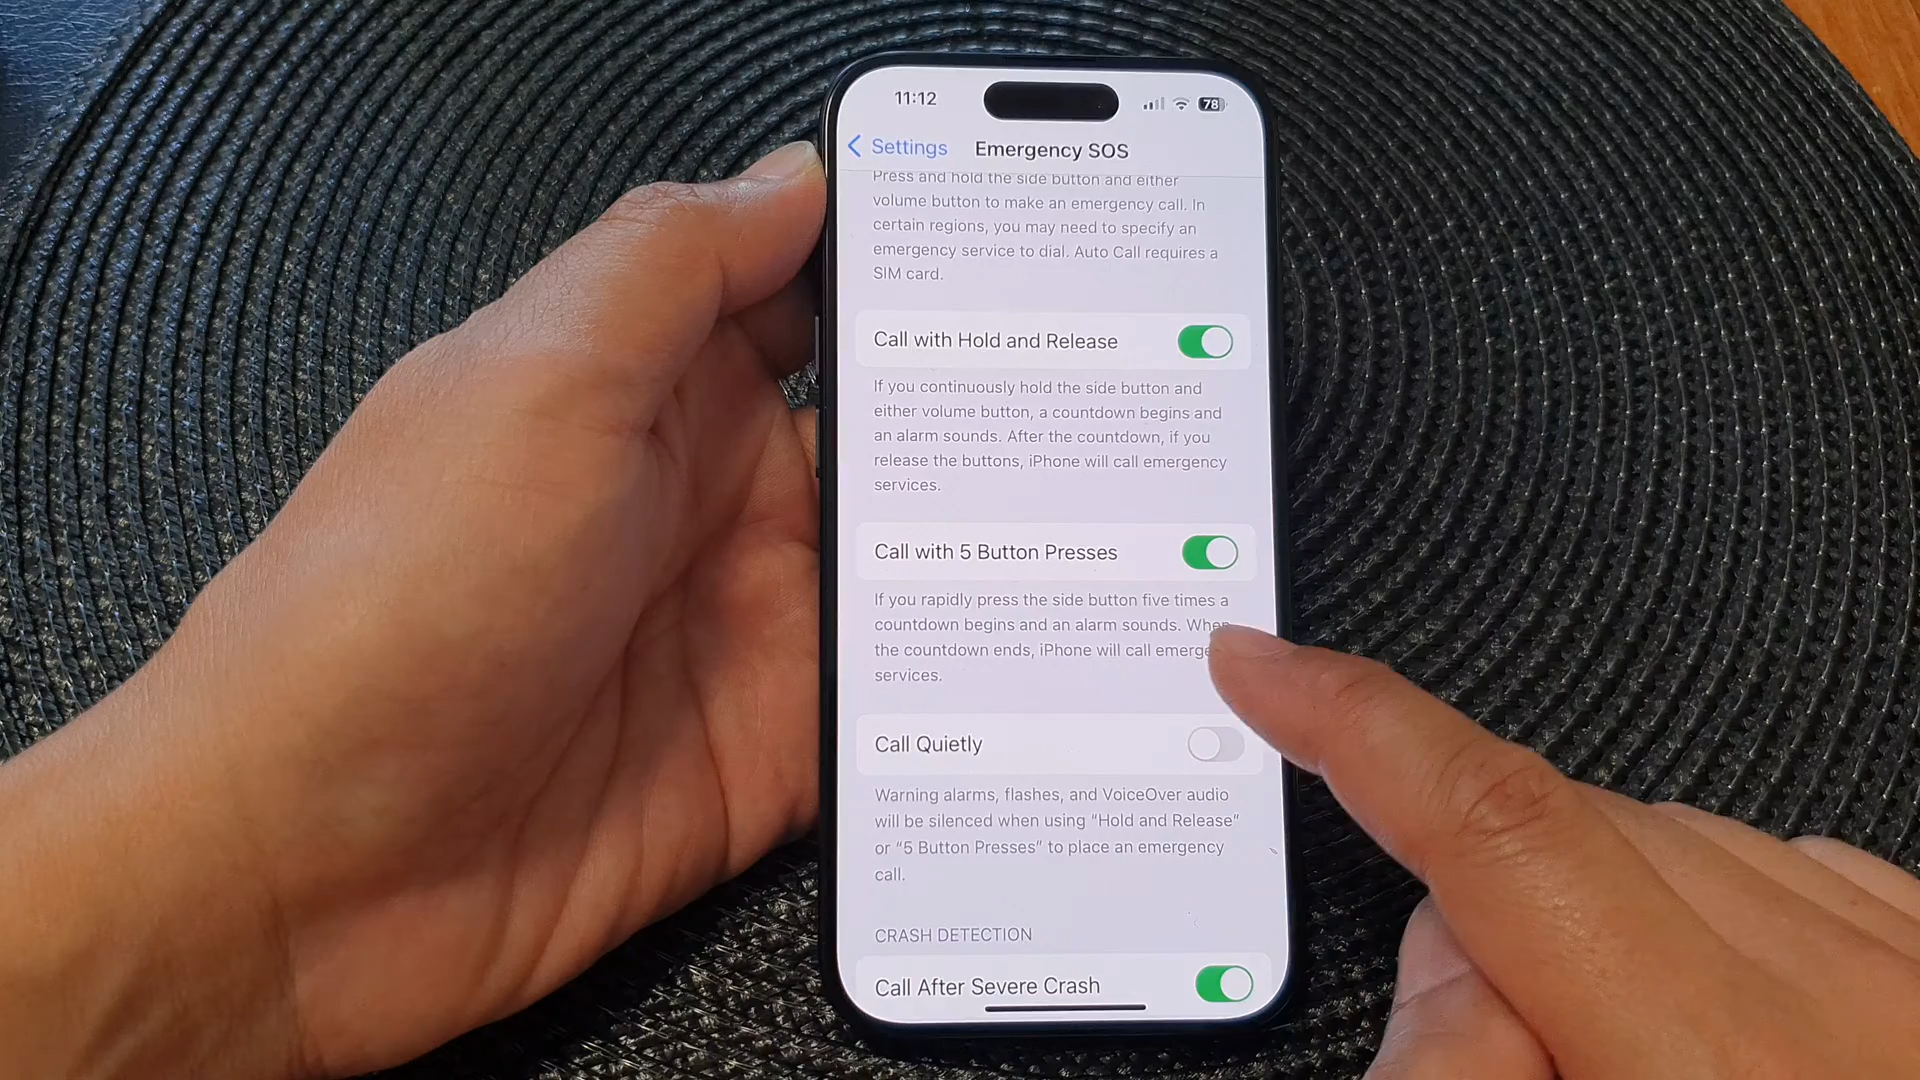 11:12
78
Settings
Emergency SOS
Press and hold the side button and either
volume button to make an emergency call. In
certain regions, you may need to specify an
emergency service to dial. Auto Call requires a
SIM card.
Call with Hold and Release
If you continuously hold the side button and
either volume button, a countdown begins and
an alarm sounds. After the countdown, if you
release the buttons, iPhone will call emergency
services.
Call with 5 Button Presses
If you rapidly press the side button five times a
countdown begins and an alarm sounds. When
the countdown ends, iPhone will call
services.
Call Quietly
Warning alarms, flashes, and VoiceOver audio
will be silenced when using “Hold and Release”
or “5 Button Presses” to place an emergency
call.
CRASH DETECTION
Call After Severe Crash